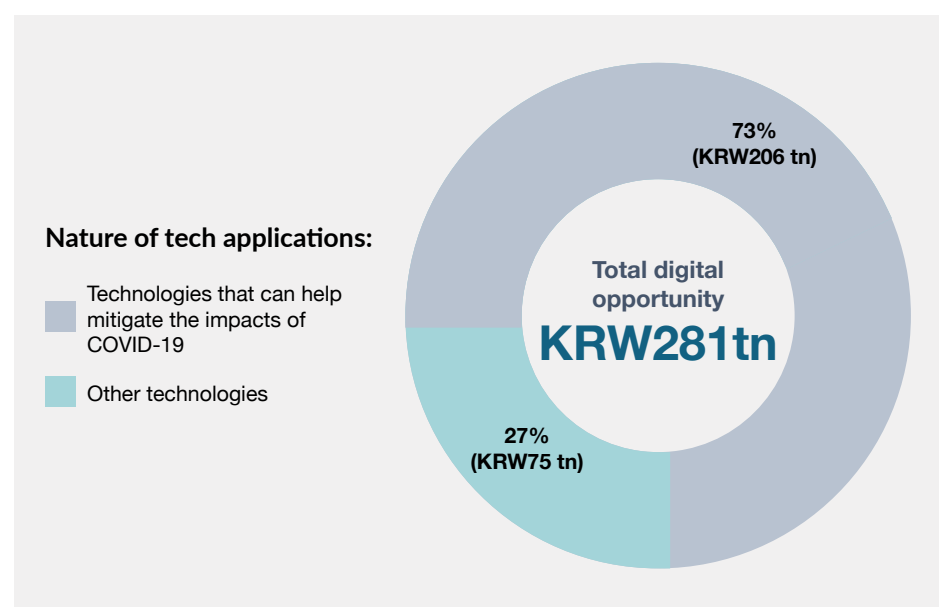 Nature of tech applications:
Technologies that can help
mitigate the impacts of
COVID-19
Other technologies
73%
(KRW206 tn)
Total digital
opportunity
KRW281tn
27%
(KRW75 tn)